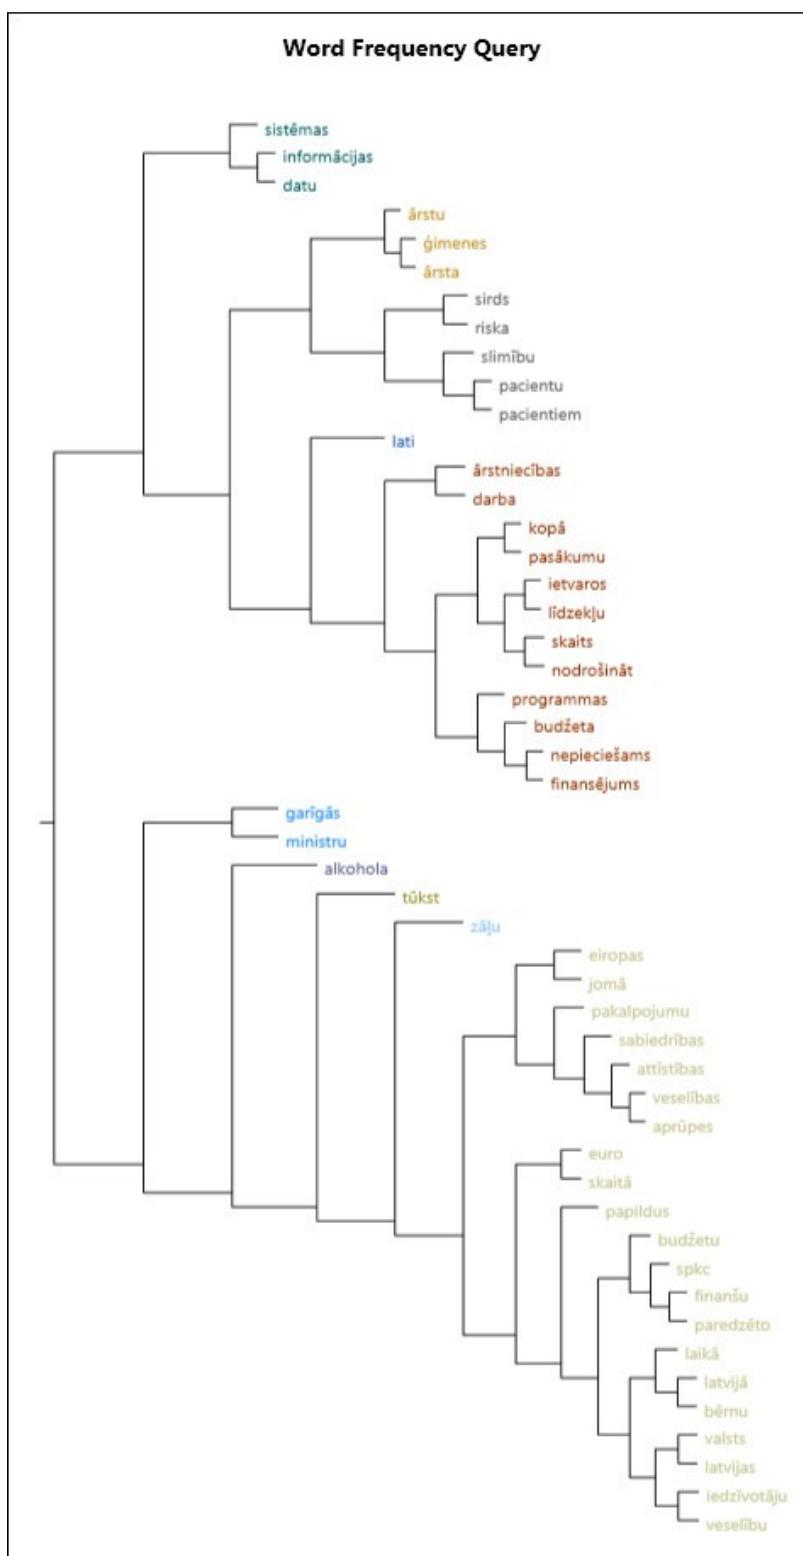 Word Frequency Query
sistēmas
informācijas
datu
ārstu
ģimenes
ārsta
sirds
riska
slimību
pacientu
pacientiem
lati
ārstniecības
darba
kopā
pasākumu
ietvaros
līdzekļu
skaits
nodrošināt
programmas
budžeta
nepieciešams
finansējums
garīgās
ministru
alkohola
tūkst
zāļu
eiropas
jomā
pakalpojumu
sabiedrības
attīstības
veselības
aprūpes
euro
skaitā
papildus
budžetu
spkc
finanšu
paredzēto
laikā
latvijā
bērnu
valsts
latvijas
iedzīvotāju
veselību